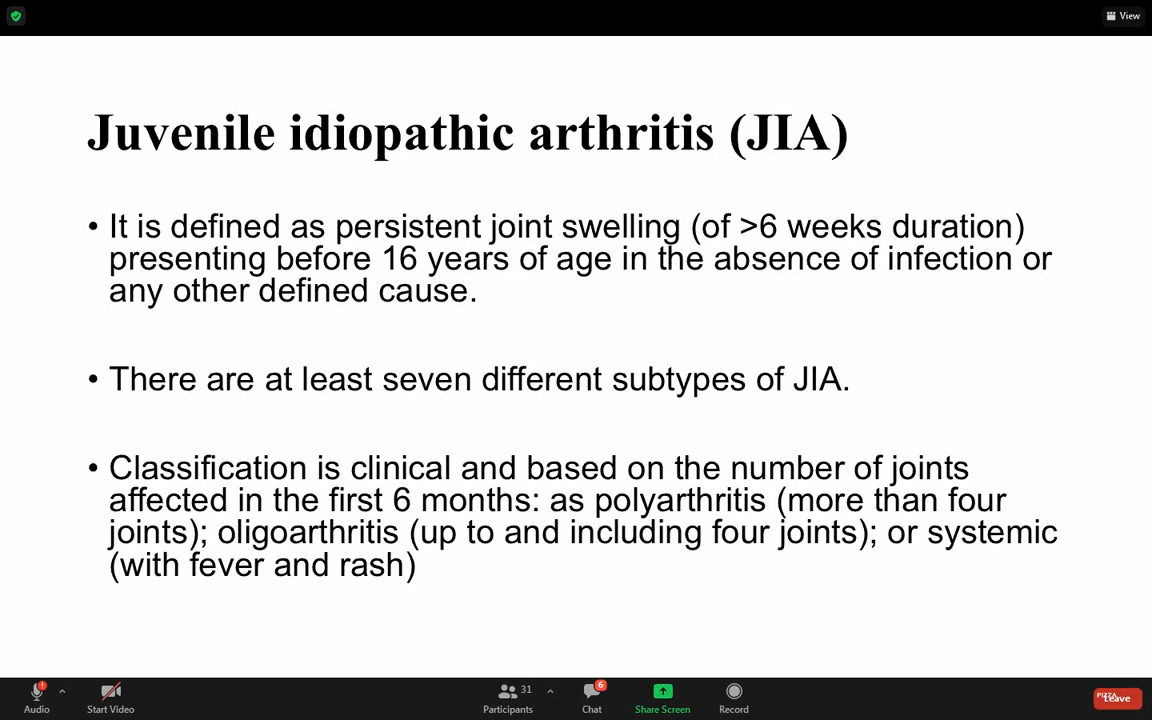 View
Juvenile idiopathic arthritis (JIA)
• It is defined as persistent joint swelling (of >6 weeks duration)
presenting before 16 years of age in the absence of infection or
any other defined cause.
• There are at least seven different subtypes of JIA.
• Classification is clinical and based on the number of joints
affected in the first 6 months: as polyarthritis (more than four
joints); oligoarthritis (up to and including four joints); or systemic
(with fever and rash)
31
6
Audio
Start Video
Participants
Chat
Share Screen
Record
PIZZA
Leave